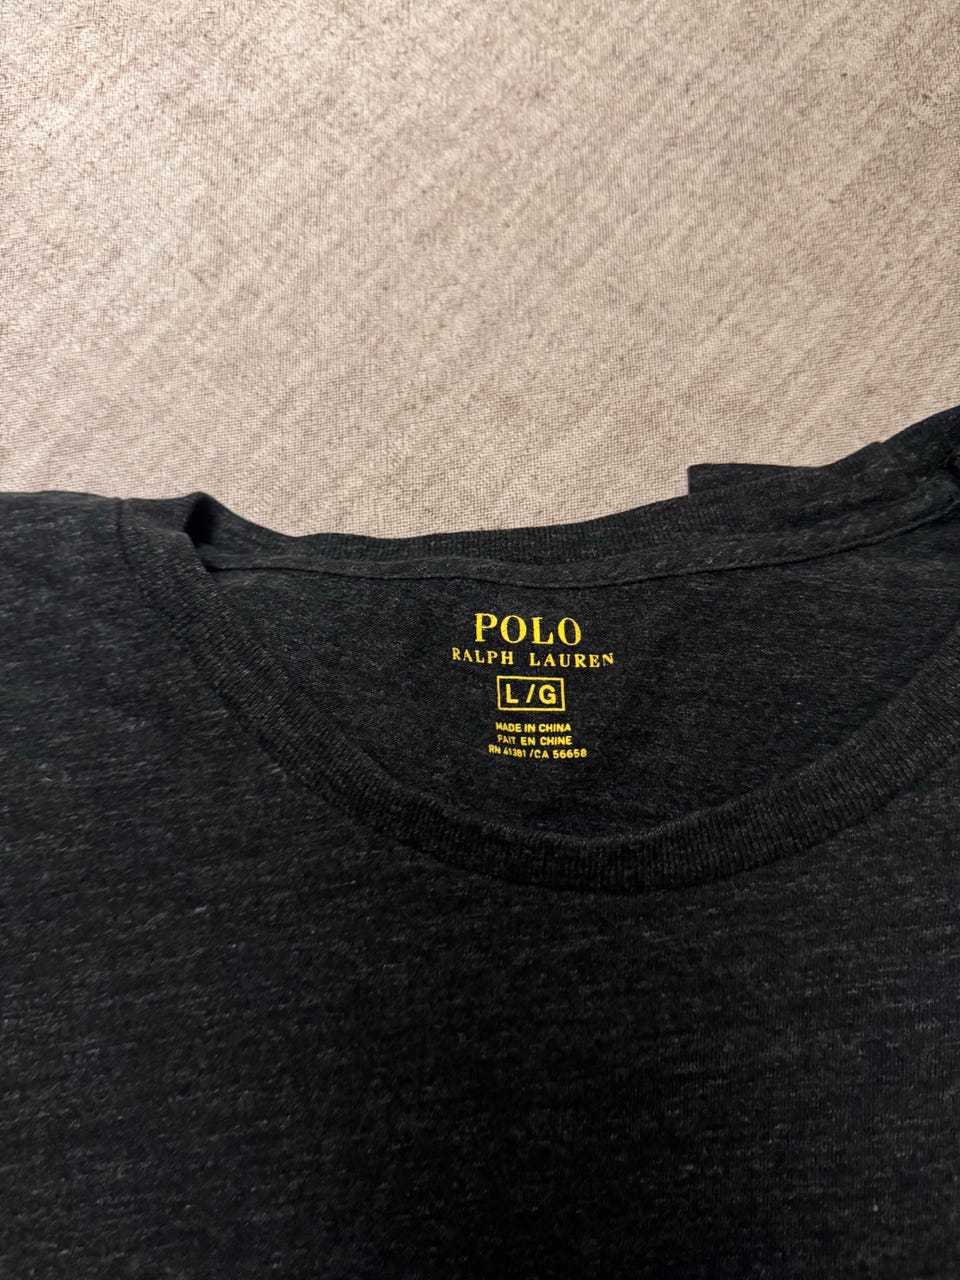 POLO
RALPH LAUREN
L/G
MADE IN CHINA
FAIT EN CHINE
RN 41381 /CA 56658